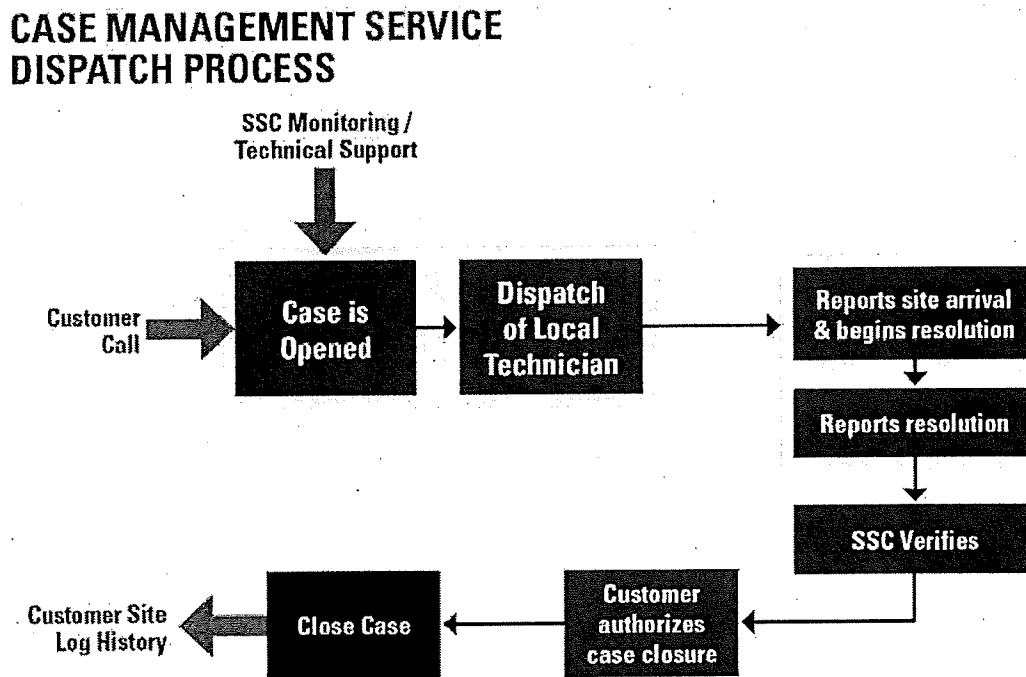 CASE MANAGEMENT SERVICE
DISPATCH PROCESS
SSC Monitoring /
Technical Support
Customer
Call
Case is
Opened
Dispatch
of Local
Technician
Reports site arrival
& begins resolution
Reports resolution
SSC Verifies
Customer
authorizes
case closure
Close Case
Customer Site
Log History